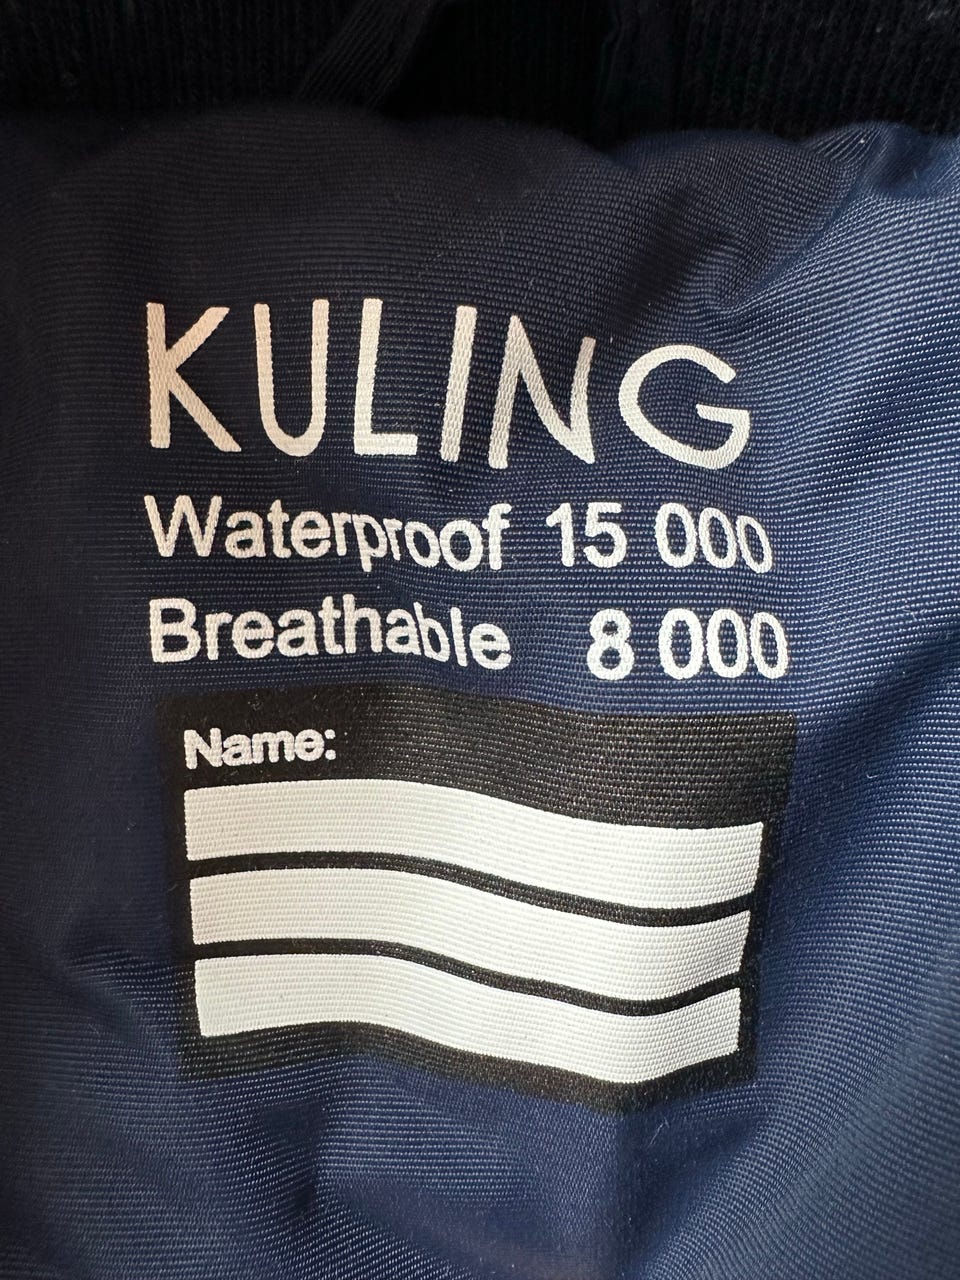 KULING
Waterproof 15 000
Breathable 8 000
Name: